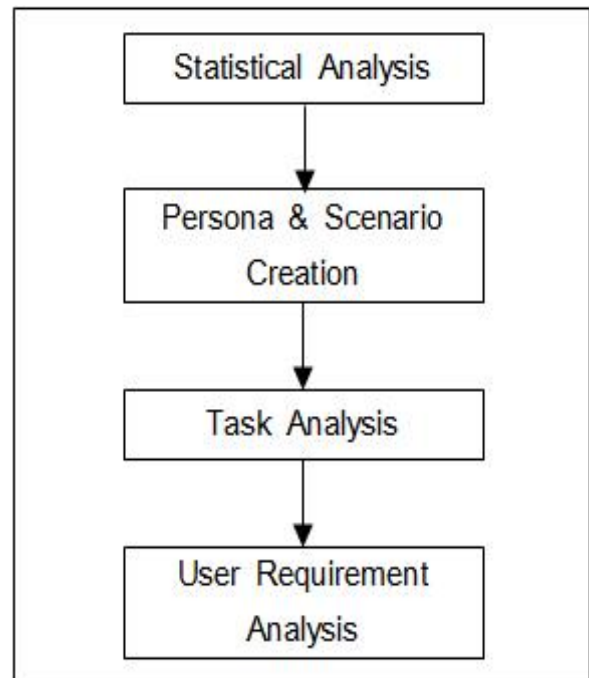 Statistical Analysis
Persona & Scenario
Creation
Task Analysis
User Requirement
Analysis